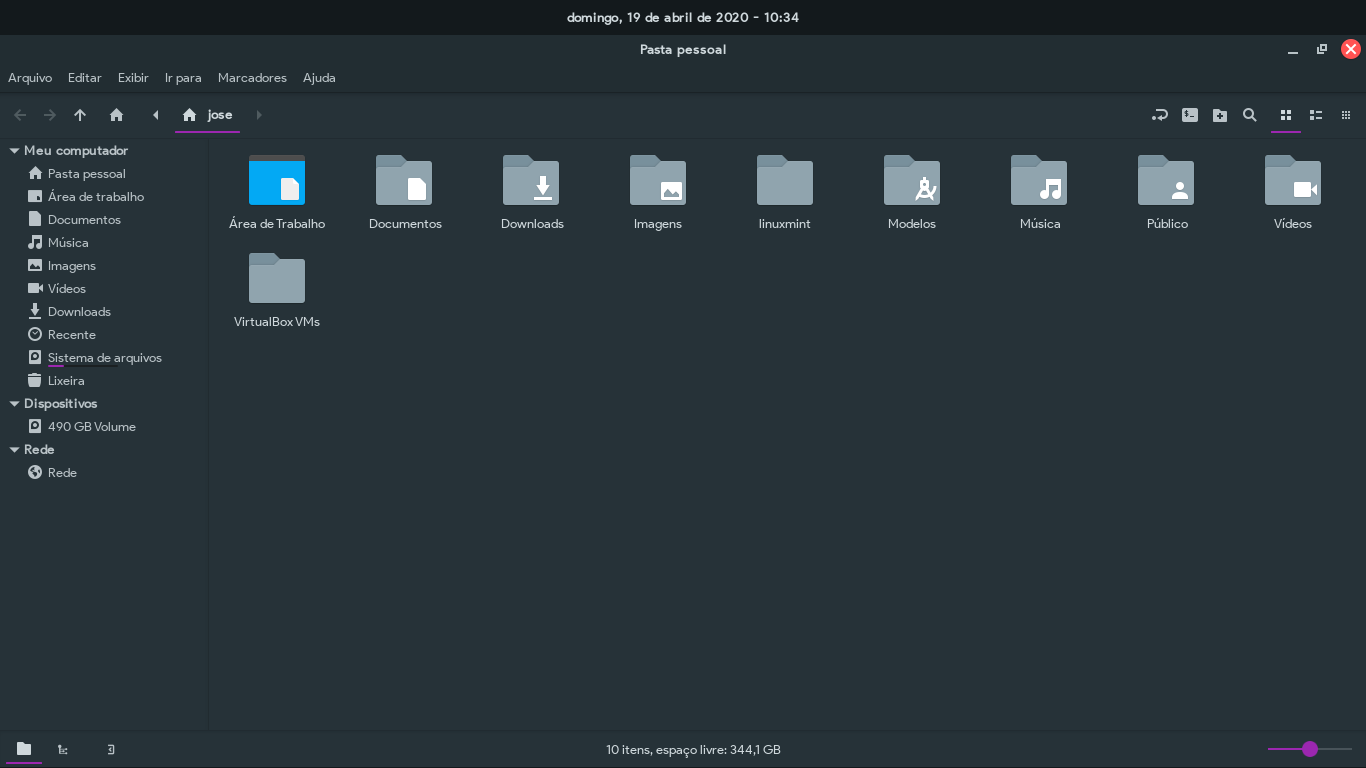 domingo, 19 de abril de 2020 - 10:34
Pasta pessoal
Arquivo Editar Exibir Ir para Marcadores Ajuda
jose
Meu computador
Pasta pessoal
Área de trabalho
Documentos
Música
Imagens
Vídeos
Downloads
Recente
Sistema de arquivos
Lixeira
Dispositivos
490 GB Volume
Rede
Rede
Área de Trabalho Documentos Downloads Imagens linuxmint Modelos Música Público Vídeos
VirtualBox VMs
10 itens, espaço livre: 344,1 GB